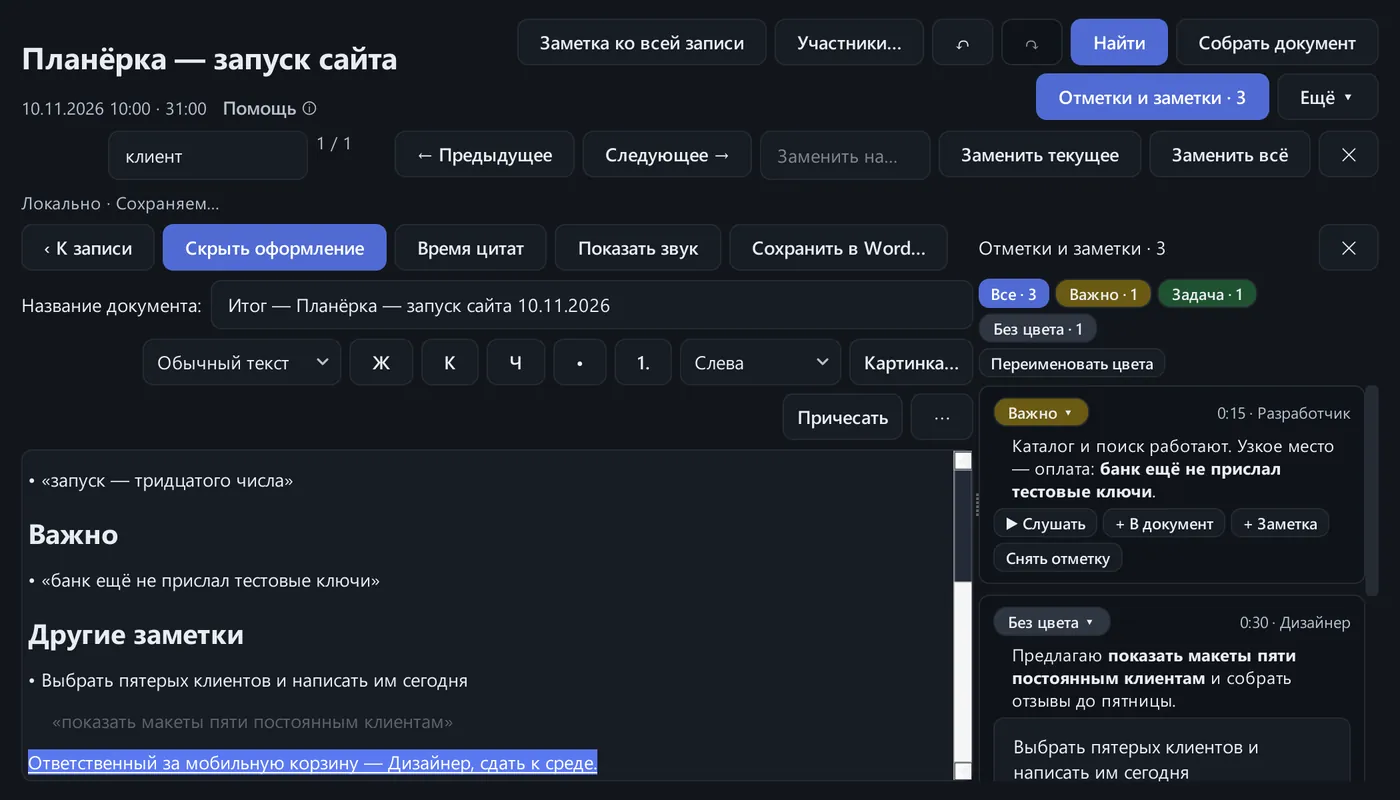 Планёрка — запуск сайта
Заметка ко всей записи
Участники...
↶
↷
Найти
Собрать документ
10.11.2026 10:00 · 31:00 Помощь ⓘ
Отметки и заметки · 3
Ещё ▾
клиент
1 / 1
← Предыдущее
Следующее →
Заменить на...
Заменить текущее
Заменить всё
×
Локально · Сохраняем...
‹ К записи
Скрыть оформление
Время цитат
Показать звук
Сохранить в Word...
Название документа: Итог — Планёрка — запуск сайта 10.11.2026
Обычный текст
Ж
К
Ч
•
1.
Слева
Картинка...
Причесать
...
• «запуск — тридцатого числа»
Важно
• «банк ещё не прислал тестовые ключи»
Другие заметки
• Выбрать пятерых клиентов и написать им сегодня
«показать макеты пяти постоянным клиентам»
Ответственный за мобильную корзину — Дизайнер, сдать к среде.
Отметки и заметки · 3
×
Все · 3
Важно · 1
Задача · 1
Без цвета · 1
Переименовать цвета
Важно ▾
0:15 · Разработчик
Каталог и поиск работают. Узкое место
— оплата: банк ещё не прислал
тестовые ключи.
▶ Слушать
+ В документ
+ Заметка
Снять отметку
Без цвета ▾
0:30 · Дизайнер
Предлагаю показать макеты пяти
постоянным клиентам и собрать
отзывы до пятницы.
Выбрать пятерых клиентов и
написать им сегодня